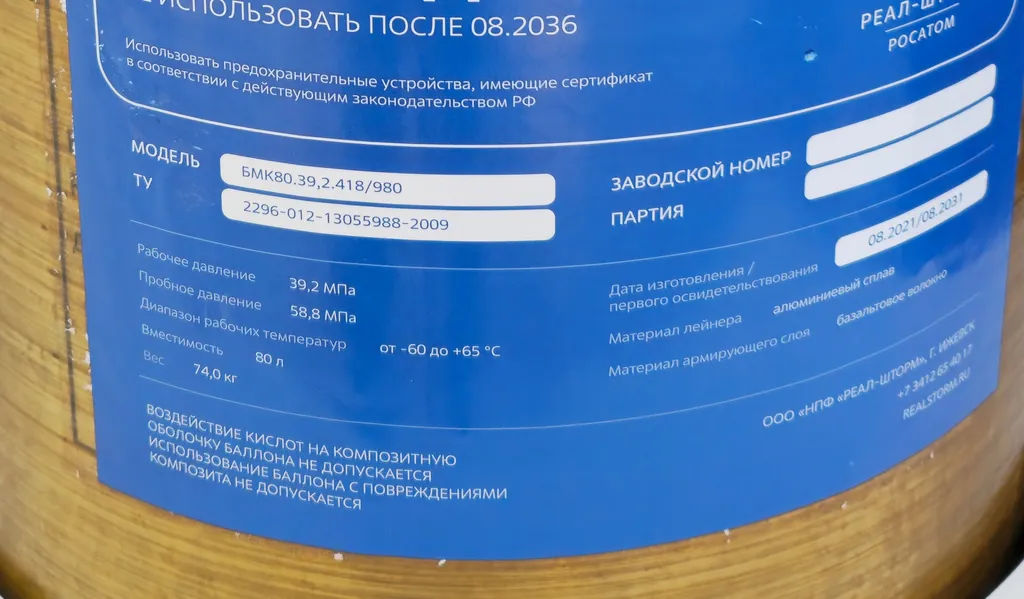 ИСПОЛЬЗОВАТЬ ПОСЛЕ 08.2036
РЕАЛ-ШТОРМ
РОСАТОМ
Использовать предохранительные устройства, имеющие сертификат
в соответствии с действующим законодательством РФ
МОДЕЛЬ БМК80.39,2.418/980
ТУ 2296-012-13055988-2009
ЗАВОДСКОЙ НОМЕР
ПАРТИЯ
Рабочее давление 39,2 МПа
Пробное давление 58,8 МПа
Диапазон рабочих температур от -60 до +65 °С
Вместимость 80 л
Вес 74,0 кг
Дата изготовления /
первого освидетельствования 08.2021/08.2031
Материал лейнера алюминиевый сплав
Материал армирующего слоя базальтовое волокно
ВОЗДЕЙСТВИЕ КИСЛОТ НА КОМПОЗИТНУЮ
ОБОЛОЧКУ БАЛЛОНА НЕ ДОПУСКАЕТСЯ
ИСПОЛЬЗОВАНИЕ БАЛЛОНА С ПОВРЕЖДЕНИЯМИ
КОМПОЗИТА НЕ ДОПУСКАЕТСЯ
ООО «НПФ «РЕАЛ-ШТОРМ», Г. ИЖЕВСК
+7 3412 65 40 17
REALSTORM.RU